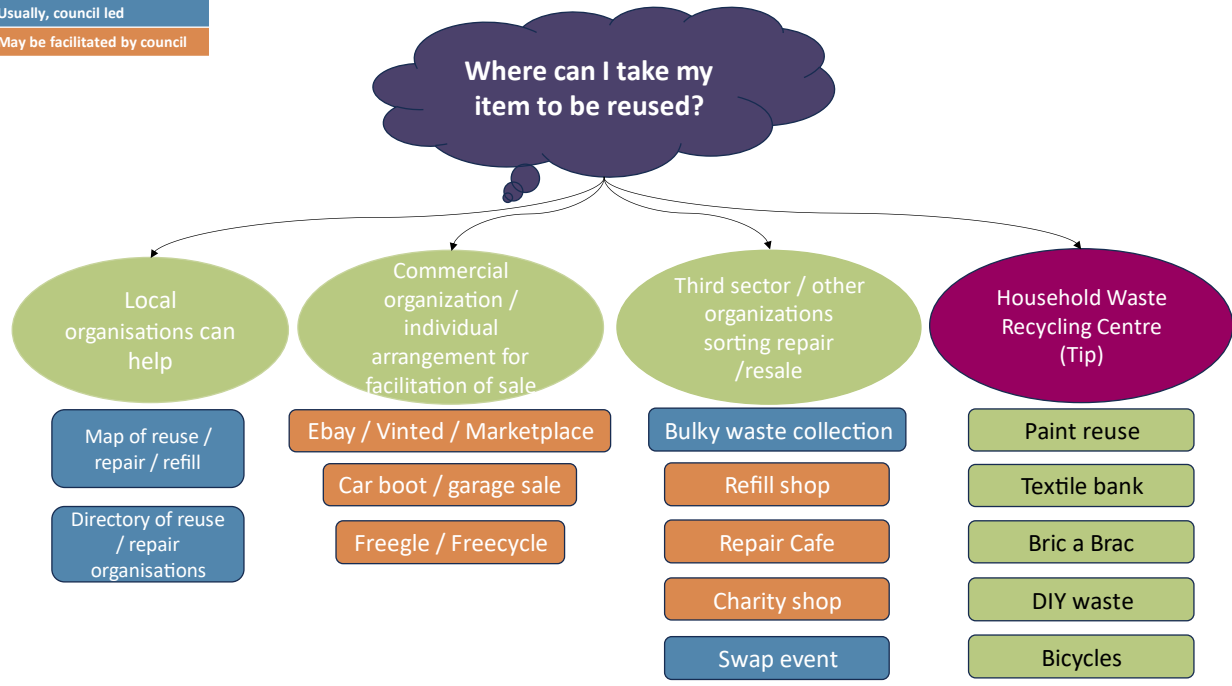 Usually, council led
May be facilitated by council
Where can I take my
item to be reused?
Local
organisations can
help
Commercial
organization /
individual
arrangement for
facilitation of sale
Third sector / other
organizations
sorting repair
/resale
Household Waste
Recycling Centre
(Tip)
Map of reuse /
repair / refill
Directory of reuse
/ repair
organisations
Ebay / Vinted / Marketplace
Car boot / garage sale
Freegle / Freecycle
Bulky waste collection
Refill shop
Repair Cafe
Charity shop
Swap event
Paint reuse
Textile bank
Bric a Brac
DIY waste
Bicycles